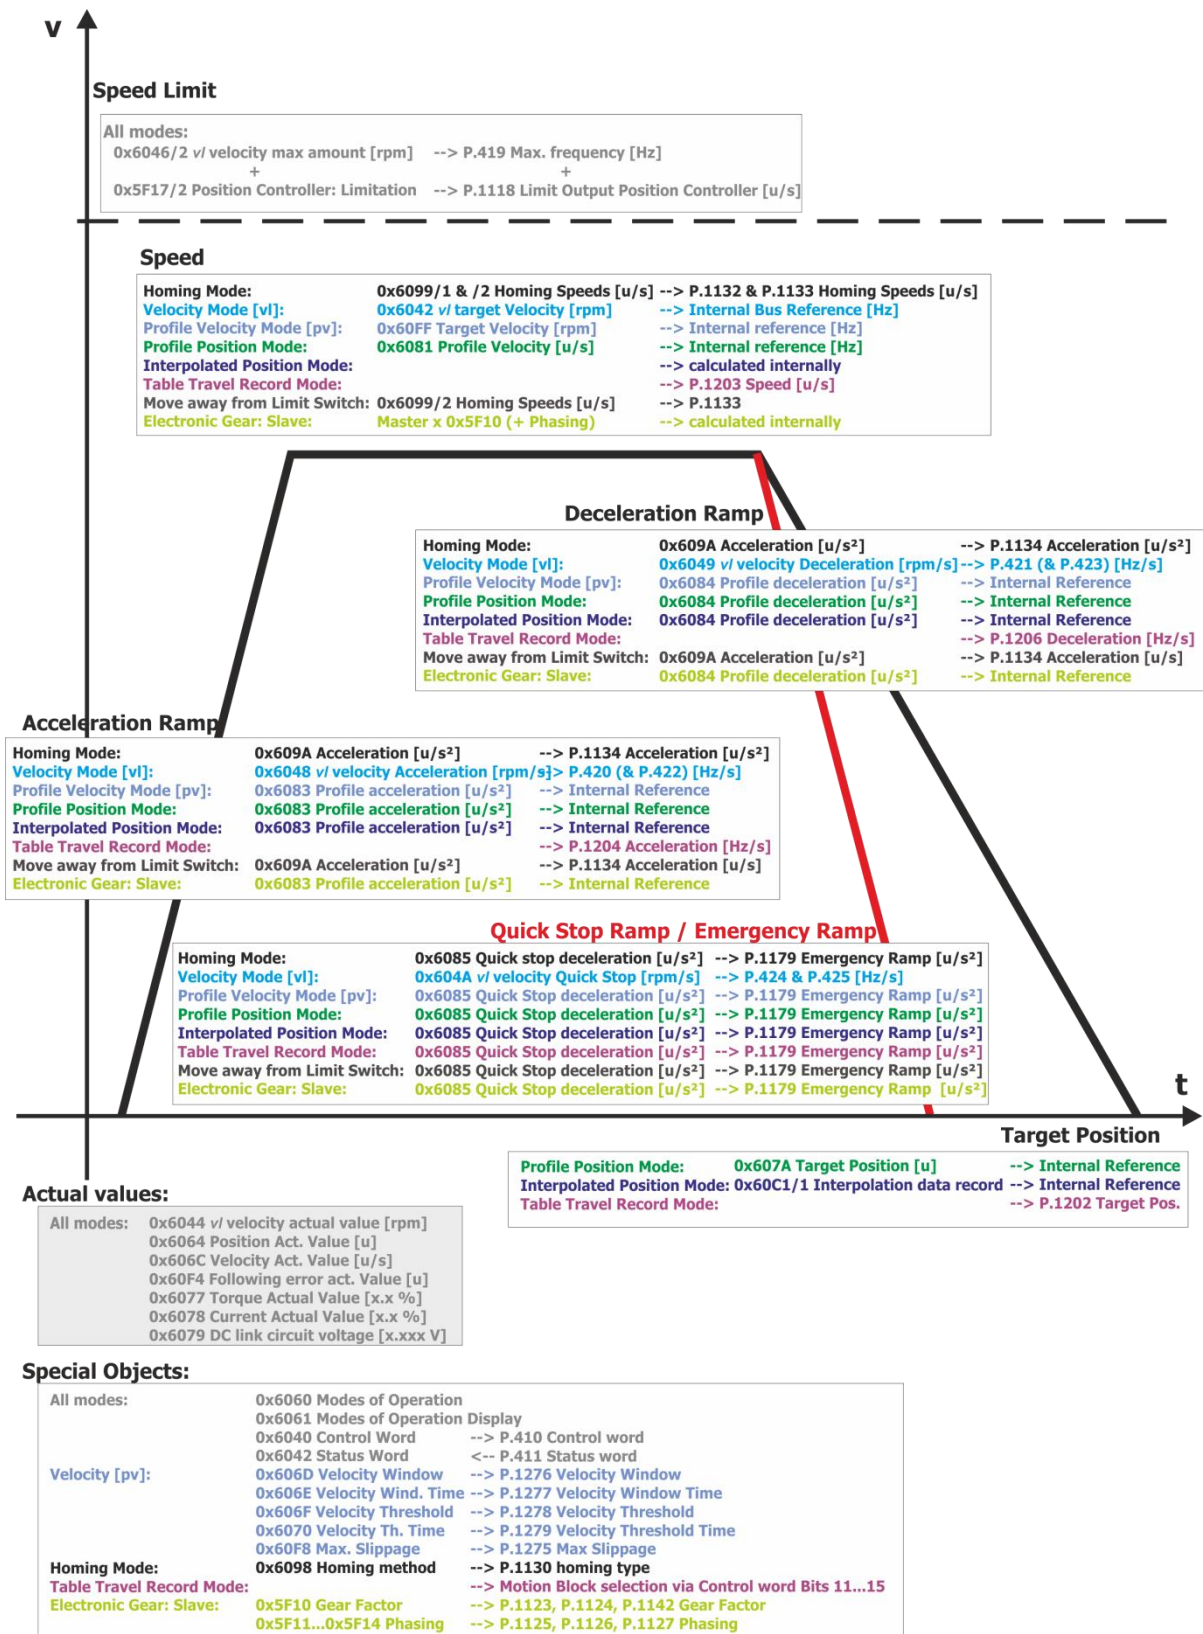 v
Speed Limit
All modes:
0x6046/2 vl velocity max amount [rpm] --> P.419 Max. frequency [Hz]
+ +
0x5F17/2 Position Controller: Limitation --> P.1118 Limit Output Position Controller [u/s]
Speed
Homing Mode: 0x6099/1 & /2 Homing Speeds [u/s] --> P.1132 & P.1133 Homing Speeds [u/s]
Velocity Mode [vl]: 0x6042 vl target Velocity [rpm] --> Internal Bus Reference [Hz]
Profile Velocity Mode [pv]: 0x60FF Target Velocity [rpm] --> Internal reference [Hz]
Profile Position Mode: 0x6081 Profile Velocity [u/s] --> Internal reference [Hz]
Interpolated Position Mode: --> calculated internally
Table Travel Record Mode: --> P.1203 Speed [u/s]
Move away from Limit Switch: 0x6099/2 Homing Speeds [u/s] --> P.1133
Electronic Gear: Slave: Master x 0x5F10 (+ Phasing) --> calculated internally
Deceleration Ramp
Homing Mode: 0x609A Acceleration [u/s²] --> P.1134 Acceleration [u/s²]
Velocity Mode [vl]: 0x6049 vl velocity Deceleration [rpm/s] --> P.421 (& P.423) [Hz/s]
Profile Velocity Mode [pv]: 0x6084 Profile deceleration [u/s²] --> Internal Reference
Profile Position Mode: 0x6084 Profile deceleration [u/s²] --> Internal Reference
Interpolated Position Mode: 0x6084 Profile deceleration [u/s²] --> Internal Reference
Table Travel Record Mode: --> P.1206 Deceleration [Hz/s]
Move away from Limit Switch: 0x609A Acceleration [u/s²] --> P.1134 Acceleration [u/s]
Electronic Gear: Slave: 0x6084 Profile deceleration [u/s²] --> Internal Reference
Acceleration Ramp
Homing Mode: 0x609A Acceleration [u/s²] --> P.1134 Acceleration [u/s²]
Velocity Mode [vl]: 0x6048 vl velocity Acceleration [rpm/s] --> P.420 (& P.422) [Hz/s]
Profile Velocity Mode [pv]: 0x6083 Profile acceleration [u/s²] --> Internal Reference
Profile Position Mode: 0x6083 Profile acceleration [u/s²] --> Internal Reference
Interpolated Position Mode: 0x6083 Profile acceleration [u/s²] --> Internal Reference
Table Travel Record Mode: --> P.1204 Acceleration [Hz/s]
Move away from Limit Switch: 0x609A Acceleration [u/s²] --> P.1134 Acceleration [u/s]
Electronic Gear: Slave: 0x6083 Profile acceleration [u/s²] --> Internal Reference
Quick Stop Ramp / Emergency Ramp
Homing Mode: 0x6085 Quick stop deceleration [u/s²] --> P.1179 Emergency Ramp [u/s²]
Velocity Mode [vl]: 0x604A vl velocity Quick Stop [rpm/s] --> P.424 & P.425 [Hz/s]
Profile Velocity Mode [pv]: 0x6085 Quick Stop deceleration [u/s²] --> P.1179 Emergency Ramp [u/s²]
Profile Position Mode: 0x6085 Quick Stop deceleration [u/s²] --> P.1179 Emergency Ramp [u/s²]
Interpolated Position Mode: 0x6085 Quick Stop deceleration [u/s²] --> P.1179 Emergency Ramp [u/s²]
Table Travel Record Mode: 0x6085 Quick Stop deceleration [u/s²] --> P.1179 Emergency Ramp [u/s²]
Move away from Limit Switch: 0x6085 Quick Stop deceleration [u/s²] --> P.1179 Emergency Ramp [u/s²]
Electronic Gear: Slave: 0x6085 Quick Stop deceleration [u/s²] --> P.1179 Emergency Ramp [u/s²]
t
Target Position
Profile Position Mode: 0x607A Target Position [u] --> Internal Reference
Interpolated Position Mode: 0x60C1/1 Interpolation data record --> Internal Reference
Table Travel Record Mode: --> P.1202 Target Pos.
Actual values:
All modes: 0x6044 vl velocity actual value [rpm]
0x6064 Position Act. Value [u]
0x606C Velocity Act. Value [u/s]
0x60F4 Following error act. Value [u]
0x6077 Torque Actual Value [x.x %]
0x6078 Current Actual Value [x.x %]
0x6079 DC link circuit voltage [x.xxx V]
Special Objects:
All modes: 0x6060 Modes of Operation
0x6061 Modes of Operation Display
0x6040 Control Word --> P.410 Control word
0x6042 Status Word <-- P.411 Status word
Velocity [pv]: 0x606D Velocity Window --> P.1276 Velocity Window
0x606E Velocity Wind. Time --> P.1277 Velocity Window Time
0x606F Velocity Threshold --> P.1278 Velocity Threshold
0x6070 Velocity Th. Time --> P.1279 Velocity Threshold Time
0x60F8 Max. Slippage --> P.1275 Max Slippage
Homing Mode: 0x6098 Homing method --> P.1130 homing type
Table Travel Record Mode: --> Motion Block selection via Control word Bits 11...15
Electronic Gear: Slave: 0x5F10 Gear Factor --> P.1123, P.1124, P.1142 Gear Factor
0x5F11...0x5F14 Phasing --> P.1125, P.1126, P.1127 Phasing